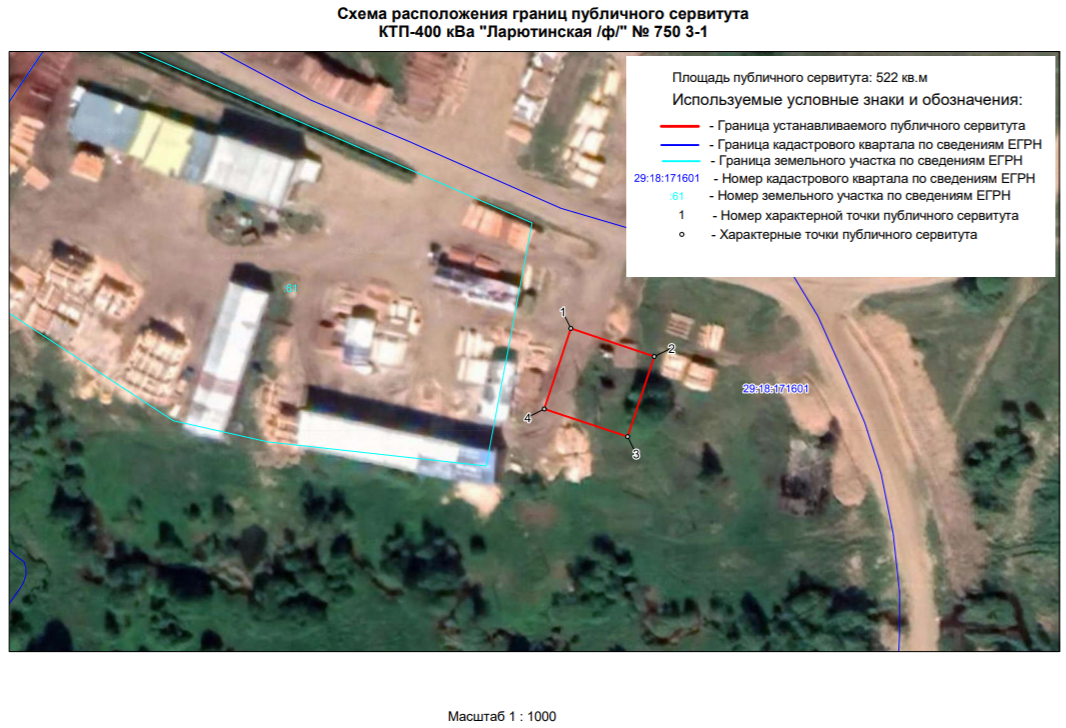 Схема расположения границ публичного сервитута
КТП-400 кВа "Ларютинская /ф/" № 750 3-1
Площадь публичного сервитута: 522 кв.м
Используемые условные знаки и обозначения:
- Граница устанавливаемого публичного сервитута
- Граница кадастрового квартала по сведениям ЕГРН
- Граница земельного участка по сведениям ЕГРН
29:18:171601 - Номер кадастрового квартала по сведениям ЕГРН
:61 - Номер земельного участка по сведениям ЕГРН
1 - Номер характерной точки публичного сервитута
- Характерные точки публичного сервитута
:61
1
2
29:18:171601
4
3
Масштаб 1 : 1000